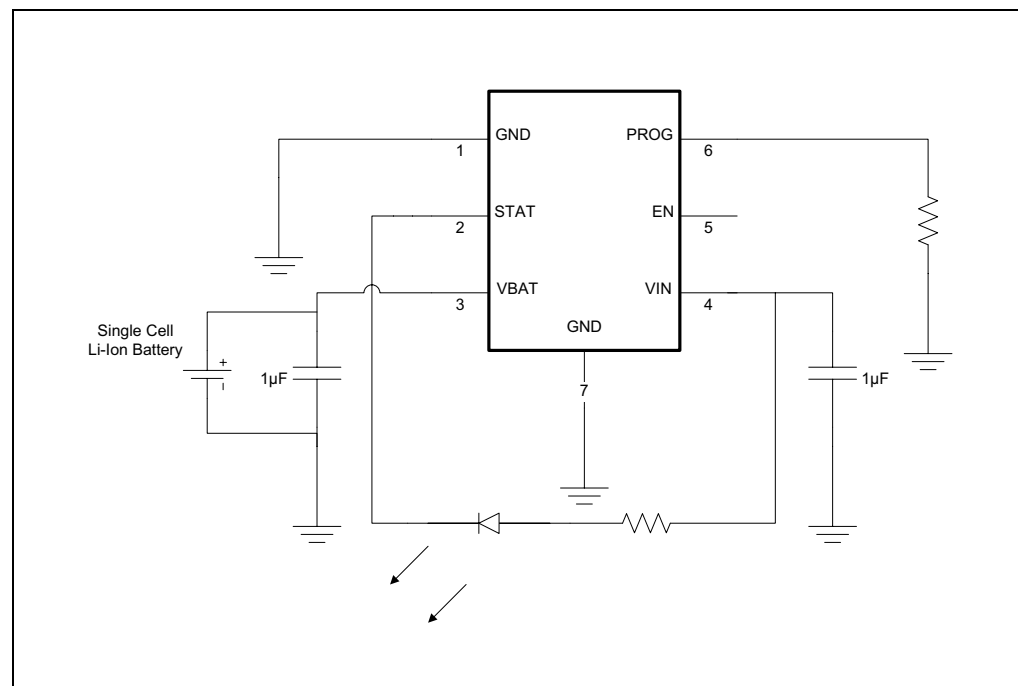 GND
PROG
1
6
STAT
EN
2
5
VBAT
VIN
3
4
GND
Single Cell
Li-Ion Battery
+
1µF
1µF
–
7